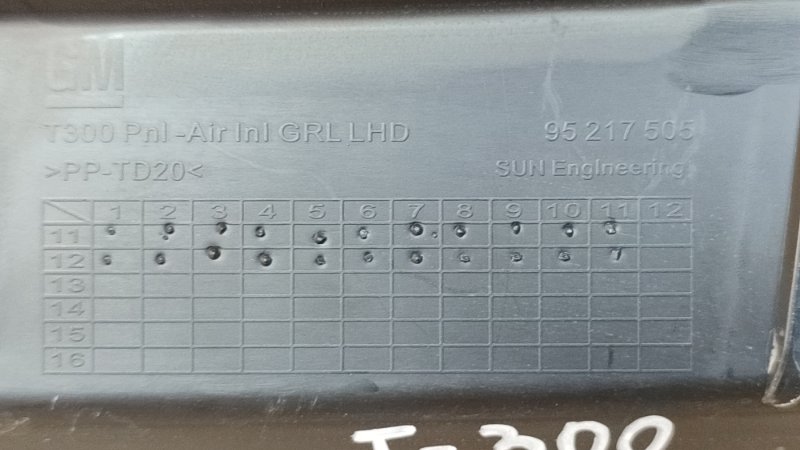 GM
T300 Pnl-Air Inl GRL LHD 95 217 505
>PP-TD20< SUN EngIneering
1 2 3 4 5 6 7 8 9 10 11 12
11
12
13
14
15
16
T-300